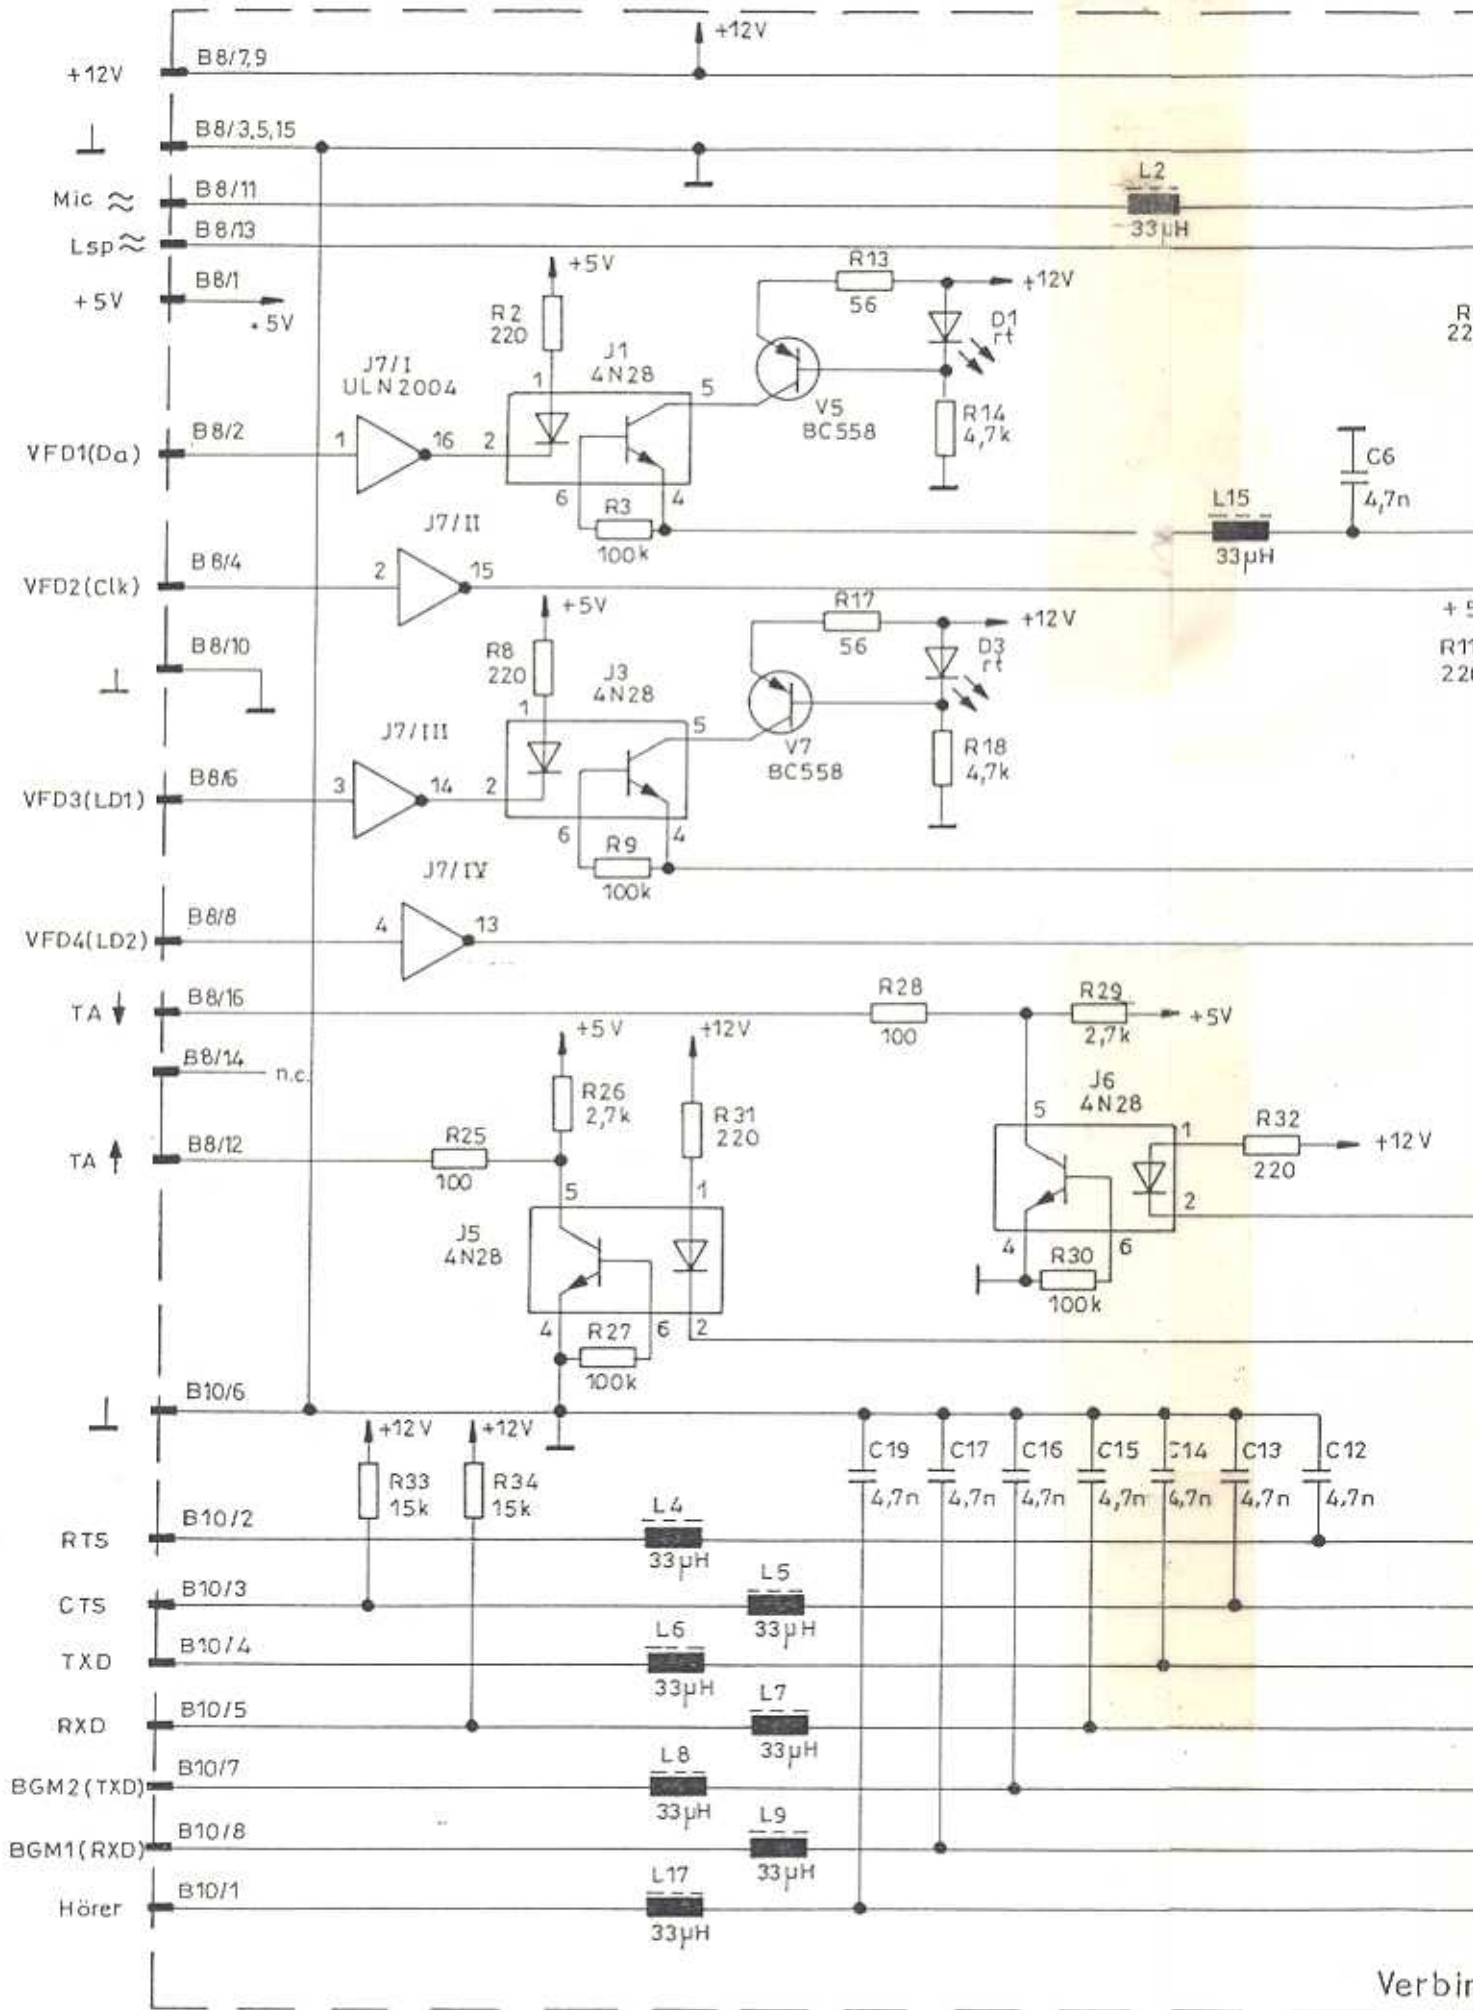 +12V
B8/7,9
+12V
B8/3,5,15
Mic ≈
B8/11
L2
33µH
Lsp ≈
B8/13
+5V
B8/1
+5V
+5V
R2
220
R13
56
+12V
D1
rt
R
22
J7/I
ULN2004
J1
4N28
1
5
V5
BC558
R14
4,7k
VFD1(Da)
B8/2
1
16
2
6
4
R3
100k
C6
4,7n
L15
33µH
J7/II
VFD2(Clk)
B8/4
2
15
+5V
R17
56
+12V
D3
rt
+ 5
R11
220
B8/10
R8
220
J3
4N28
1
5
V7
BC558
R18
4,7k
J7/III
VFD3(LD1)
B8/6
3
14
2
6
4
R9
100k
J7/IV
VFD4(LD2)
B8/8
4
13
TA ↓
B8/16
R28
100
R29
2,7k
+5V
B8/14
n.c.
+5V
+12V
R26
2,7k
R31
220
J6
4N28
5
1
R32
220
+12V
TA ↑
B8/12
R25
100
5
1
2
J5
4N28
4
6
R30
100k
4
R27
100k
6
2
B10/6
+12V
+12V
R33
15k
R34
15k
C19
4,7n
C17
4,7n
C16
4,7n
C15
4,7n
C14
4,7n
C13
4,7n
C12
4,7n
RTS
B10/2
L4
33µH
CTS
B10/3
L5
33µH
TXD
B10/4
L6
33µH
RXD
B10/5
L7
33µH
BGM2(TXD)
B10/7
L8
33µH
BGM1(RXD)
B10/8
L9
33µH
Hörer
B10/1
L17
33µH
Verbin